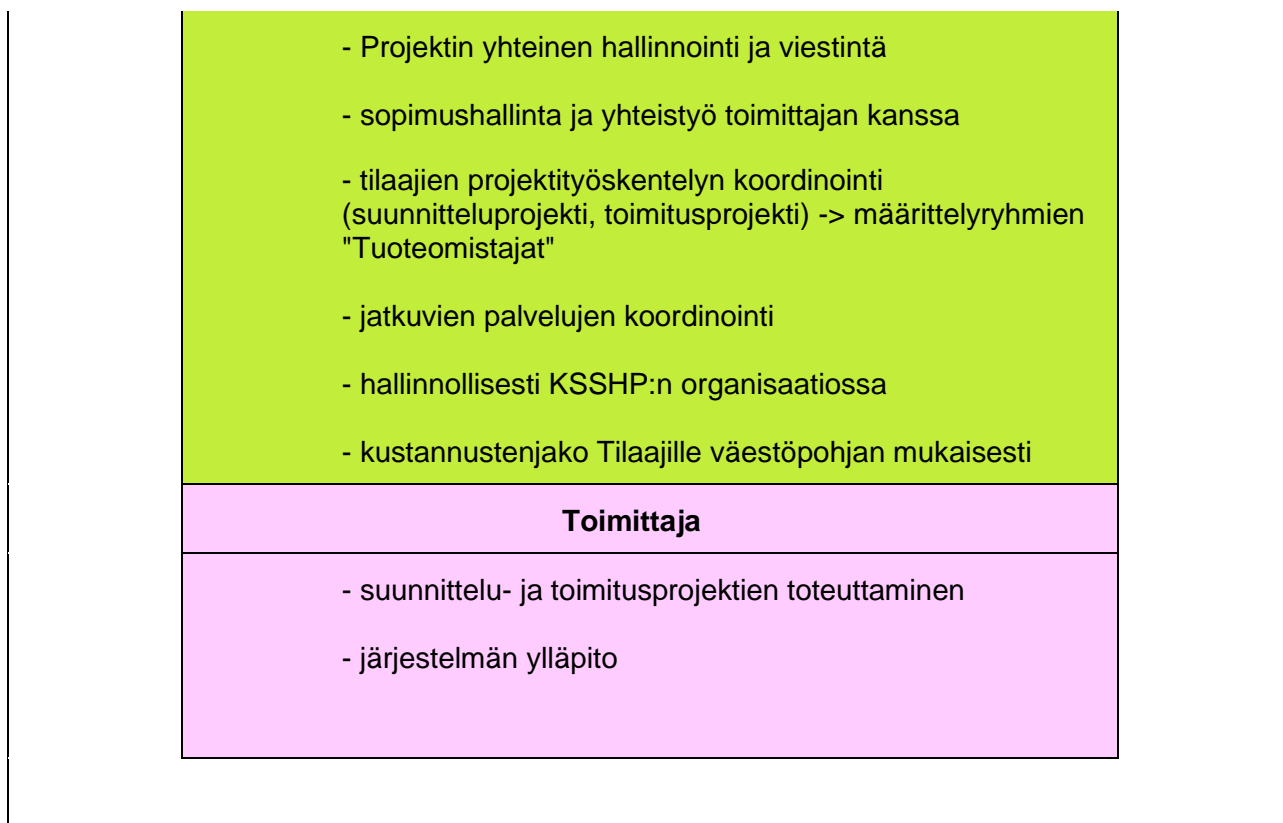 - Projektin yhteinen hallinnointi ja viestintä
- sopimushallinta ja yhteistyö toimittajan kanssa
- tilaajien projektityöskentelyn koordinointi
(suunnitteluprojekti, toimitusprojekti) -> määrittelyryhmien
"Tuoteomistajat"
- jatkuvien palvelujen koordinointi
- hallinnollisesti KSSHP:n organisaatiossa
- kustannustenjako Tilaajille väestöpohjan mukaisesti
Toimittaja
- suunnittelu- ja toimitusprojektien toteuttaminen
- järjestelmän ylläpito